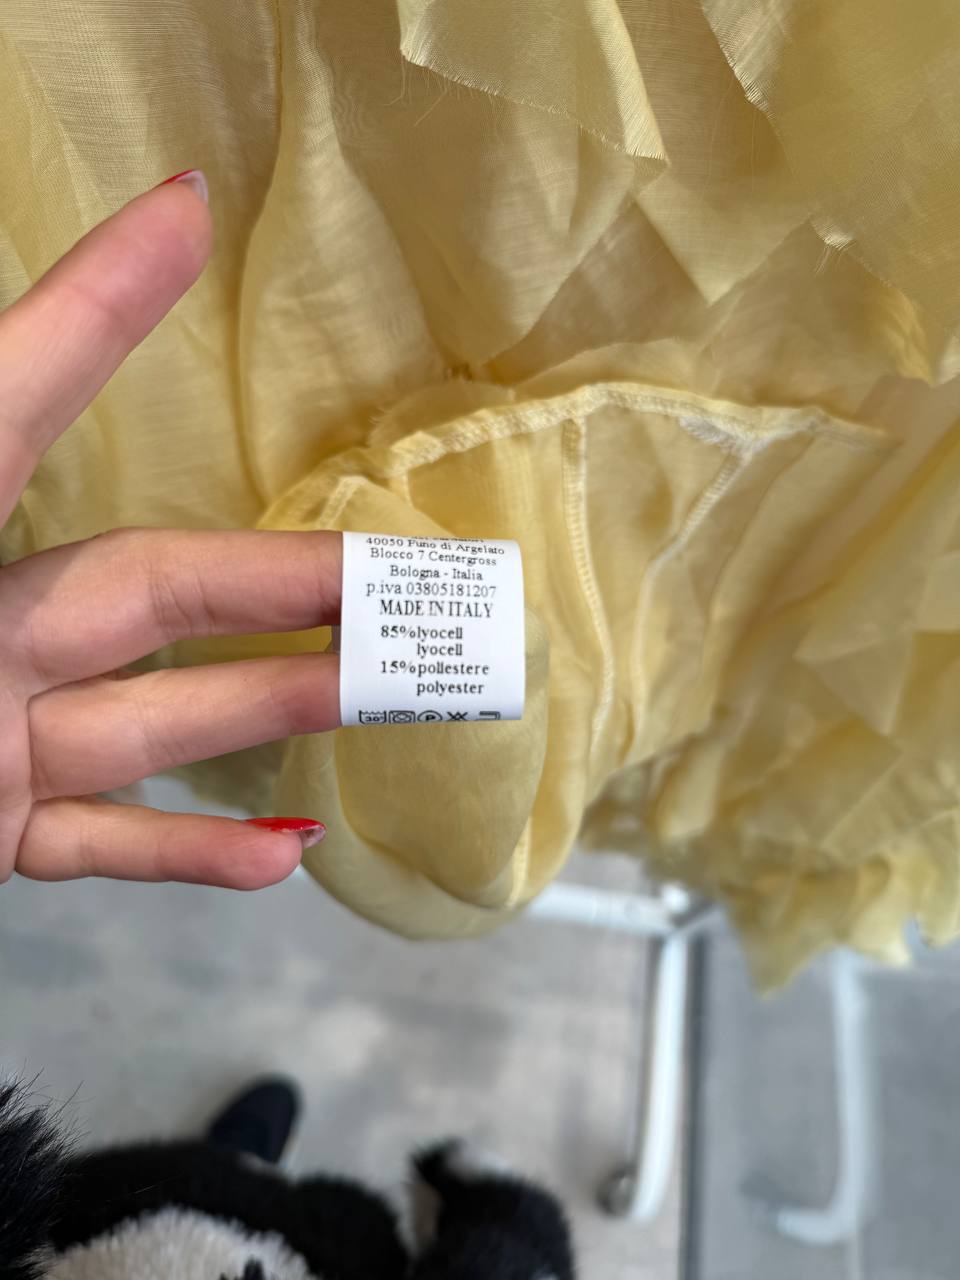 40050 Funo di Argelato
Blocco 7 Centergross
Bologna - Italia
p.iva 03805181207
MADE IN ITALY
85%lyocell
lyocell
15%poliestere
polyester
30°
P